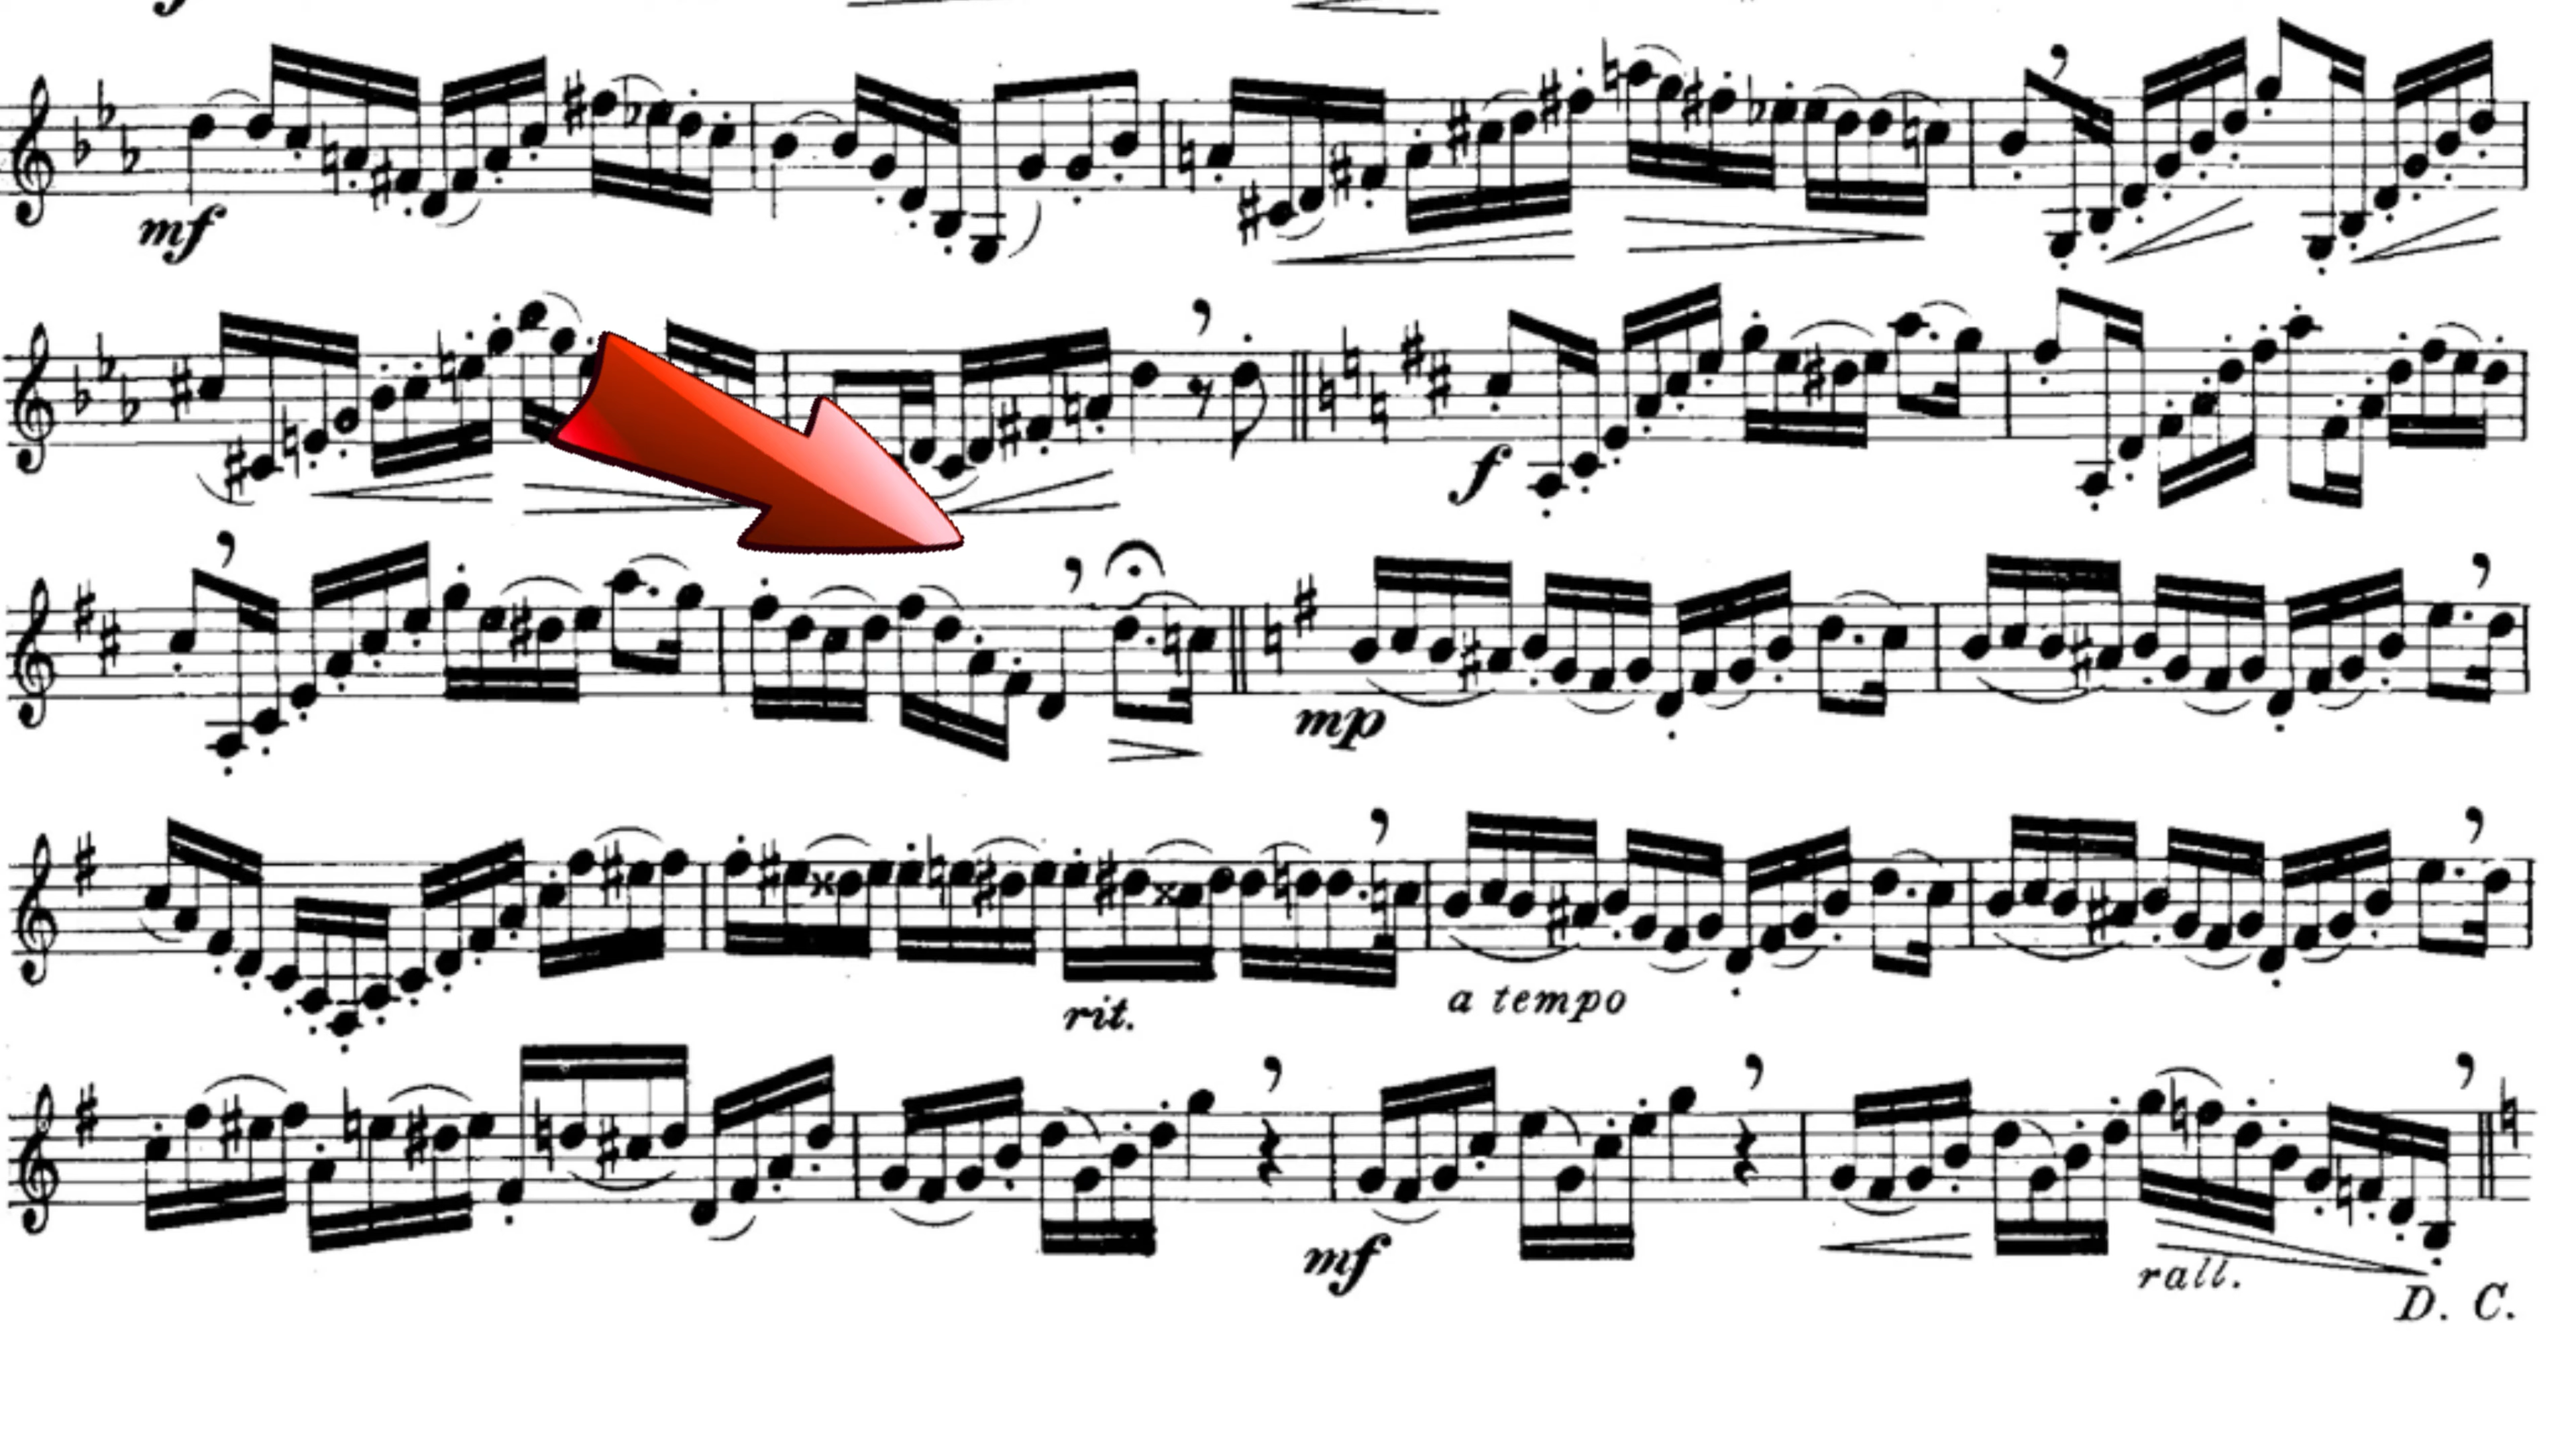 mf
f
mp
rit.
a tempo
mf
rall.
D. C.